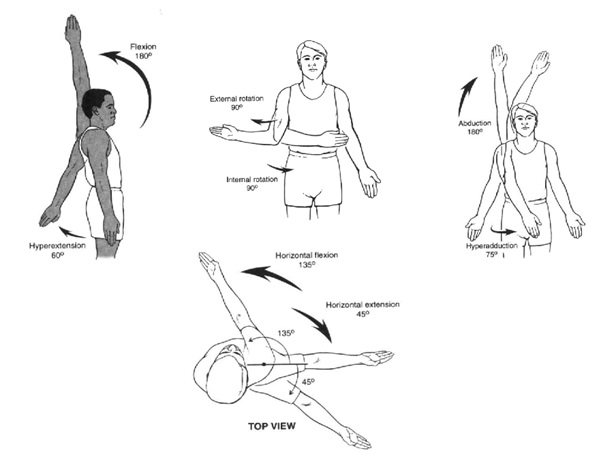 Flexion
180º
Hyperextension
60º
External rotation
90º
Internal rotation
90º
Abduction
180º
Hyperadduction
75º
Horizontal flexion
135º
Horizontal extension
45º
135º
45º
TOP VIEW